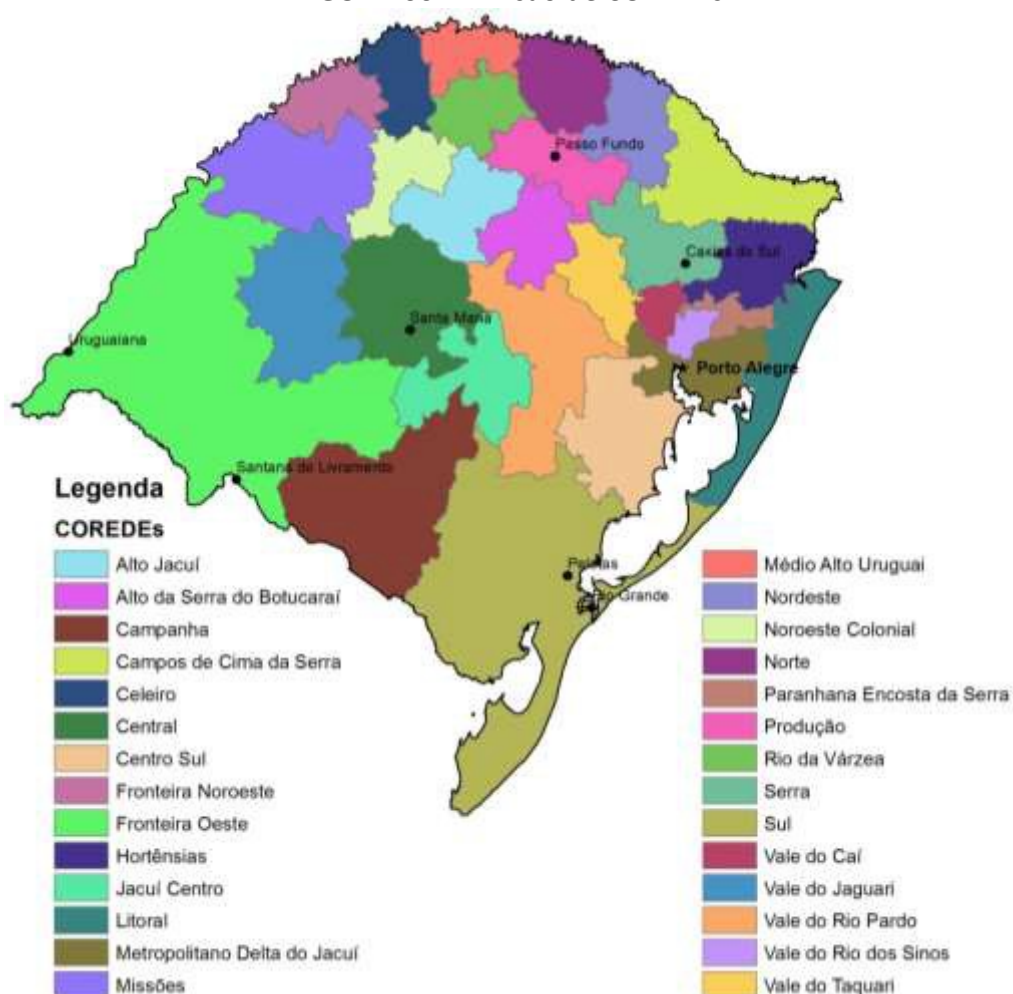 Passo Fundo
Caxias do Sul
Santa Maria
Uruguaiana
Porto Alegre
Santana do Livramento
Pelotas
Grande
Legenda
COREDEs
Alto Jacuí
Alto da Serra do Botucaraí
Campanha
Campos de Cima da Serra
Celeiro
Central
Centro Sul
Fronteira Noroeste
Fronteira Oeste
Hortênsias
Jacuí Centro
Litoral
Metropolitano Delta do Jacuí
Missões
Médio Alto Uruguai
Nordeste
Noroeste Colonial
Norte
Paranhana Encosta da Serra
Produção
Rio da Várzea
Serra
Sul
Vale do Caí
Vale do Jaguari
Vale do Rio Pardo
Vale do Rio dos Sinos
Vale do Taquari